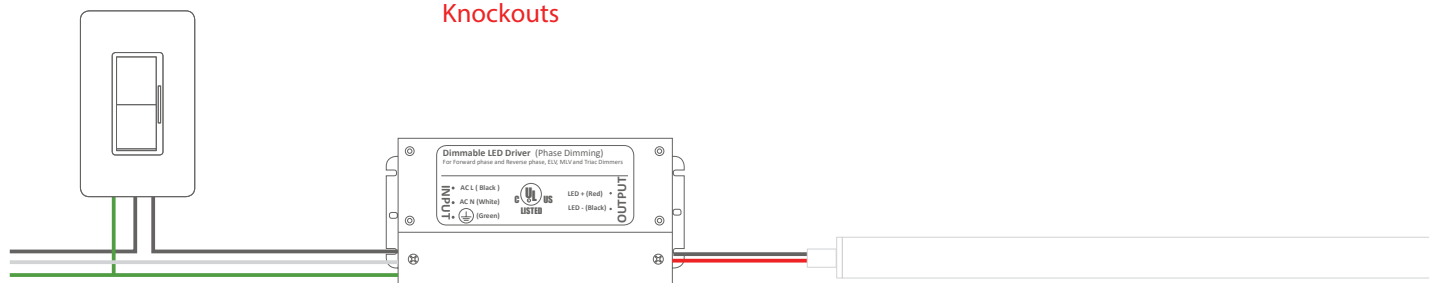 Knockouts
Dimmable LED Driver (Phase Dimming)
For Forward phase and Reverse phase, ELV, MLV and Triac Dimmers
INPUT
AC L ( Black )
AC N (White)
(Green)
C UL US
LISTED
LED + (Red)
LED - (Black)
OUTPUT